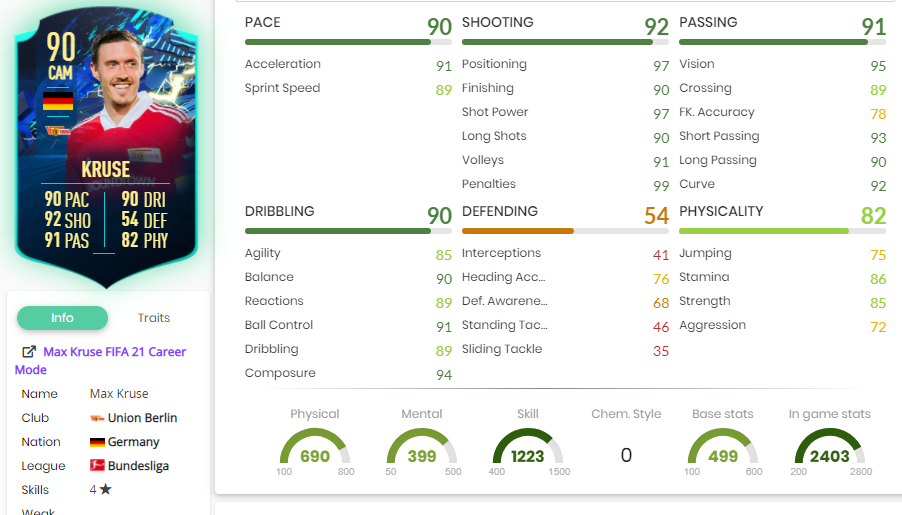 90
CAM
KRUSE
90 PAC 90 DRI
92 SHO 54 DEF
91 PAS 82 PHY
Info Traits
Max Kruse FIFA 21 Career
Mode
Name Max Kruse
Club Union Berlin
Nation Germany
League Bundesliga
Skills 4★
Weak
PACE 90
Acceleration 91
Sprint Speed 89
SHOOTING 92
Positioning 97
Finishing 90
Shot Power 97
Long Shots 90
Volleys 91
Penalties 99
PASSING 91
Vision 95
Crossing 89
FK. Accuracy 78
Short Passing 93
Long Passing 90
Curve 92
DRIBBLING 90
Agility 85
Balance 90
Reactions 89
Ball Control 91
Dribbling 89
Composure 94
DEFENDING 54
Interceptions 41
Heading Acc... 76
Def. Awarene... 68
Standing Tac... 46
Sliding Tackle 35
PHYSICALITY 82
Jumping 75
Stamina 86
Strength 85
Aggression 72
Physical Mental Skill Chem. Style Base stats In game stats
690 399 1223 0 499 2403
100 800 50 500 400 1500 100 600 200 2800